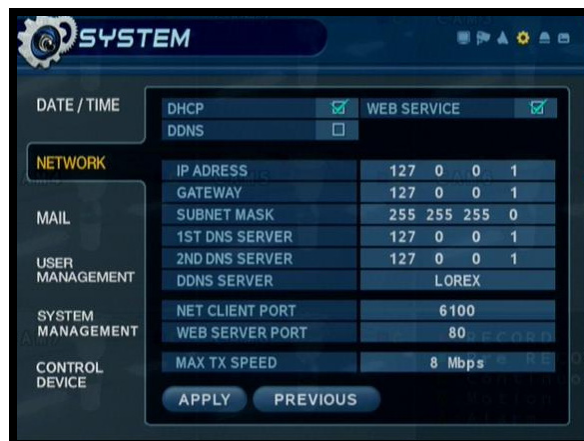 SYSTEM
DATE / TIME
NETWORK
MAIL
USER
MANAGEMENT
SYSTEM
MANAGEMENT
CONTROL
DEVICE
DHCP WEB SERVICE
DDNS
IP ADRESS 127 0 0 1
GATEWAY 127 0 0 1
SUBNET MASK 255 255 255 0
1ST DNS SERVER 127 0 0 1
2ND DNS SERVER 127 0 0 1
DDNS SERVER LOREX
NET CLIENT PORT 6100
WEB SERVER PORT 80
MAX TX SPEED 8 Mbps
APPLY PREVIOUS